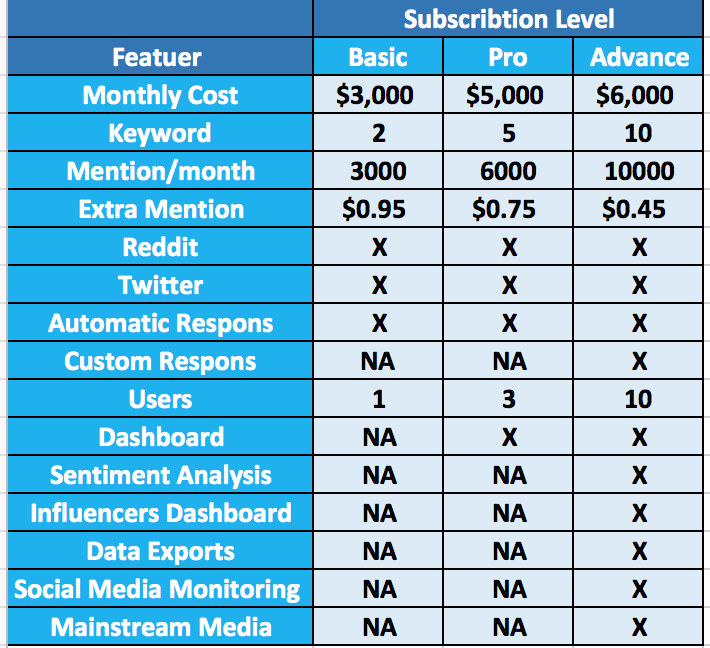 Subscribtion Level
Featuer Basic Pro Advance
Monthly Cost $3,000 $5,000 $6,000
Keyword 2 5 10
Mention/month 3000 6000 10000
Extra Mention $0.95 $0.75 $0.45
Reddit X X X
Twitter X X X
Automatic Respons X X X
Custom Respons NA NA X
Users 1 3 10
Dashboard NA X X
Sentiment Analysis NA NA X
Influencers Dashboard NA NA X
Data Exports NA NA X
Social Media Monitoring NA NA X
Mainstream Media NA NA X